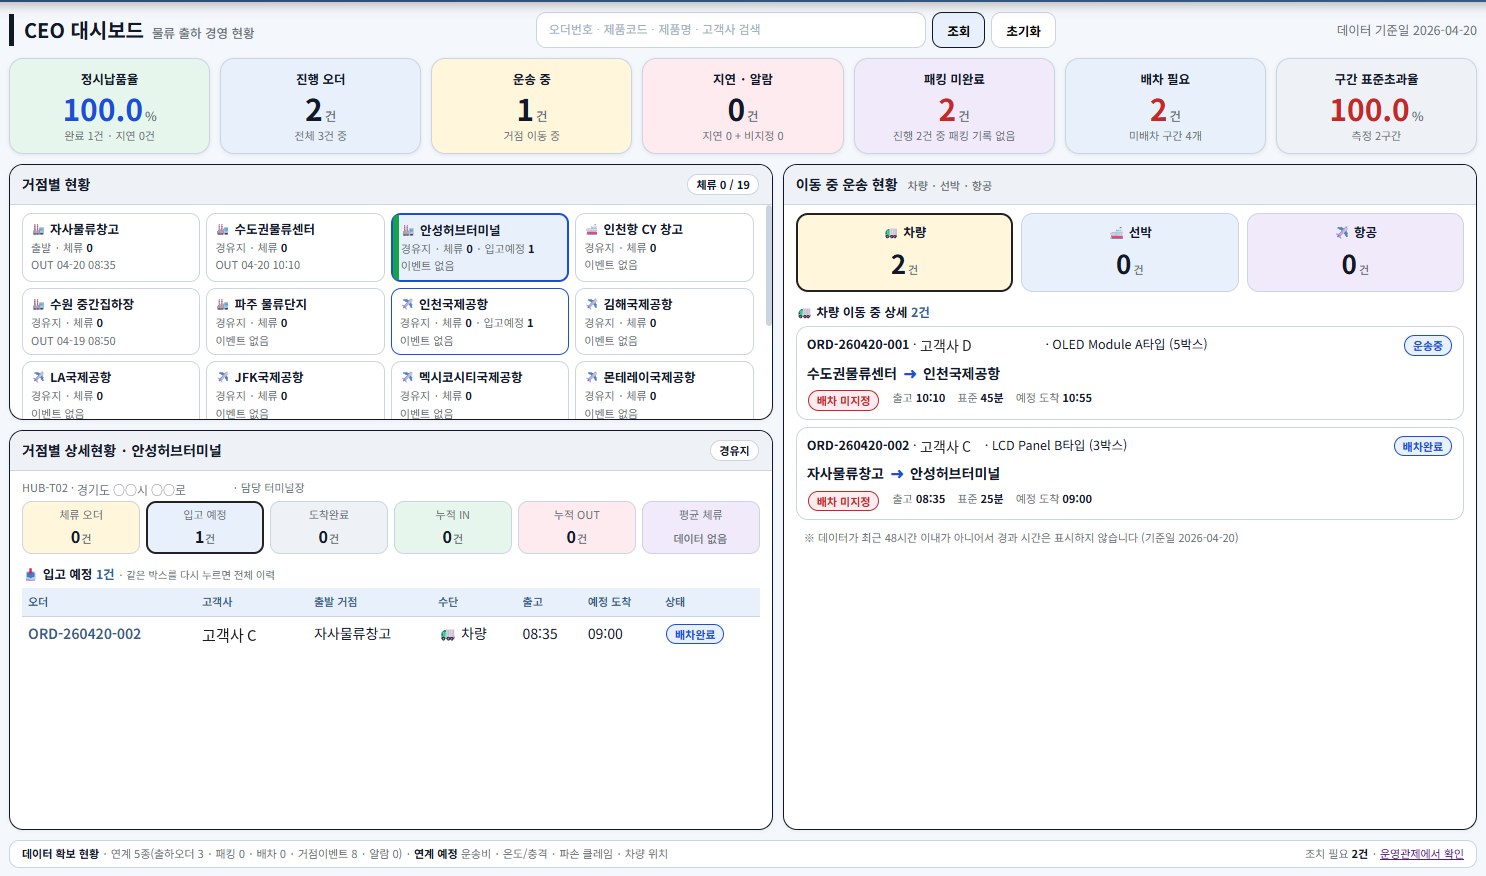 CEO 대시보드 물류 출하 경영 현황
오더번호 · 제품코드 · 제품명 · 고객사 검색
조회
초기화
데이터 기준일 2026-04-20
정시납품율
100.0 %
완료 1건 · 지연 0건
진행 오더
2 건
전체 3건 중
운송 중
1 건
거점 이동 중
지연 · 알람
0 건
지연 0 + 비지정 0
패킹 미완료
2 건
진행 2건 중 패킹 기록 없음
배차 필요
2 건
미배차 구간 4개
구간 표준초과율
100.0 %
측정 2구간
거점별 현황
체류 0 / 19
자사물류창고
출발 · 체류 0
OUT 04-20 08:35
수도권물류센터
경유지 · 체류 0
OUT 04-20 10:10
안성허브터미널
경유지 · 체류 0 · 입고예정 1
이벤트 없음
인천항 CY 창고
경유지 · 체류 0
이벤트 없음
수원 중간집하장
경유지 · 체류 0
OUT 04-19 08:50
파주 물류단지
경유지 · 체류 0
이벤트 없음
인천국제공항
경유지 · 체류 0 · 입고예정 1
이벤트 없음
김해국제공항
경유지 · 체류 0
이벤트 없음
LA국제공항
경유지 · 체류 0
이벤트 없음
JFK국제공항
경유지 · 체류 0
이벤트 없음
멕시코시티국제공항
경유지 · 체류 0
이벤트 없음
몬테레이국제공항
경유지 · 체류 0
이벤트 없음
거점별 상세현황 · 안성허브터미널
경유지
HUB-T02 · 경기도 ○○시 ○○로 · 담당 터미널장
체류 오더
0건
입고 예정
1건
도착완료
0건
누적 IN
0건
누적 OUT
0건
평균 체류
데이터 없음
입고 예정 1건 · 같은 박스를 다시 누르면 전체 이력
오더 고객사 출발 거점 수단 출고 예정 도착 상태
ORD-260420-002 고객사 C 자사물류창고 차량 08:35 09:00 배차완료
이동 중 운송 현황 차량 · 선박 · 항공
차량
2건
선박
0건
항공
0건
차량 이동 중 상세 2건
ORD-260420-001 · 고객사 D · OLED Module A타입 (5박스)
운송중
수도권물류센터 ➜ 인천국제공항
배차 미지정 출고 10:10 표준 45분 예정 도착 10:55
ORD-260420-002 · 고객사 C · LCD Panel B타입 (3박스)
배차완료
자사물류창고 ➜ 안성허브터미널
배차 미지정 출고 08:35 표준 25분 예정 도착 09:00
※ 데이터가 최근 48시간 이내가 아니어서 경과 시간은 표시하지 않습니다 (기준일 2026-04-20)
데이터 확보 현황 · 연계 5종(출하오더 3 · 패킹 0 · 배차 0 · 거점이벤트 8 · 알람 0) · 연계 예정 운송비 · 온도/충격 · 파손 클레임 · 차량 위치
조치 필요 2건 · 운영관제에서 확인